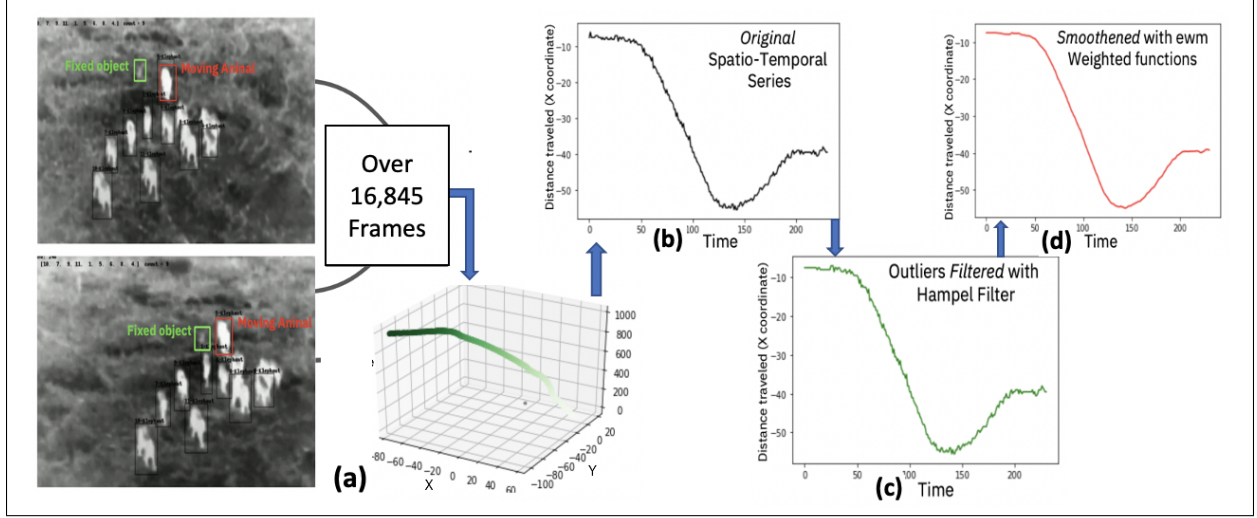 Fixed object
Moving Animal
Over
16,845
Frames
Fixed object
Moving Animal
(a)
1000
800
600
400
200
0
-80 -60 -40 -20 0 20 40 60
X
-100 -80 -60 -40 -20 0 20
Y
Original
Spatio-Temporal
Series
Distance traveled (X coordinate)
−10
−20
−30
−40
−50
0 50 100 150 200
(b) Time
Outliers Filtered with
Hampel Filter
Distance traveled (X coordinate)
−10
−20
−30
−40
−50
0 50 100 150 200
(c) Time
Smoothened with ewm
Weighted functions
Distance traveled (X coordinate)
−10
−20
−30
−40
−50
0 50 100 150 200
(d) Time